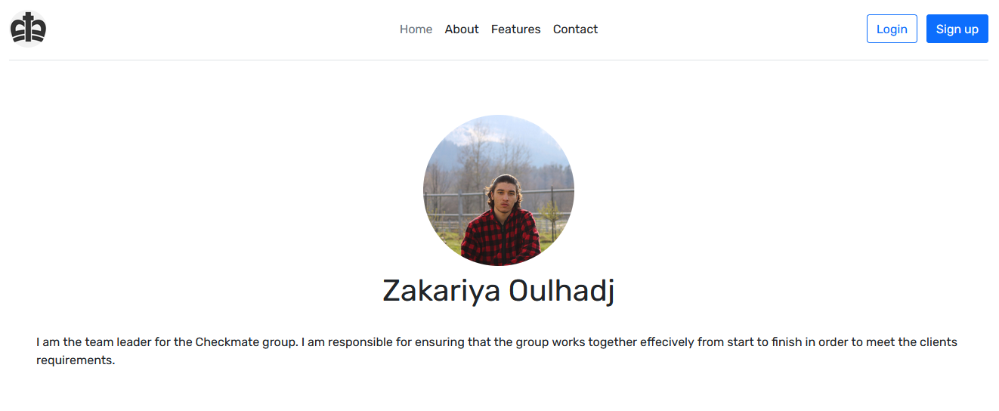 Home About Features Contact Login Sign up
Zakariya Oulhadj
I am the team leader for the Checkmate group. I am responsible for ensuring that the group works together effecively from start to finish in order to meet the clients
requirements.